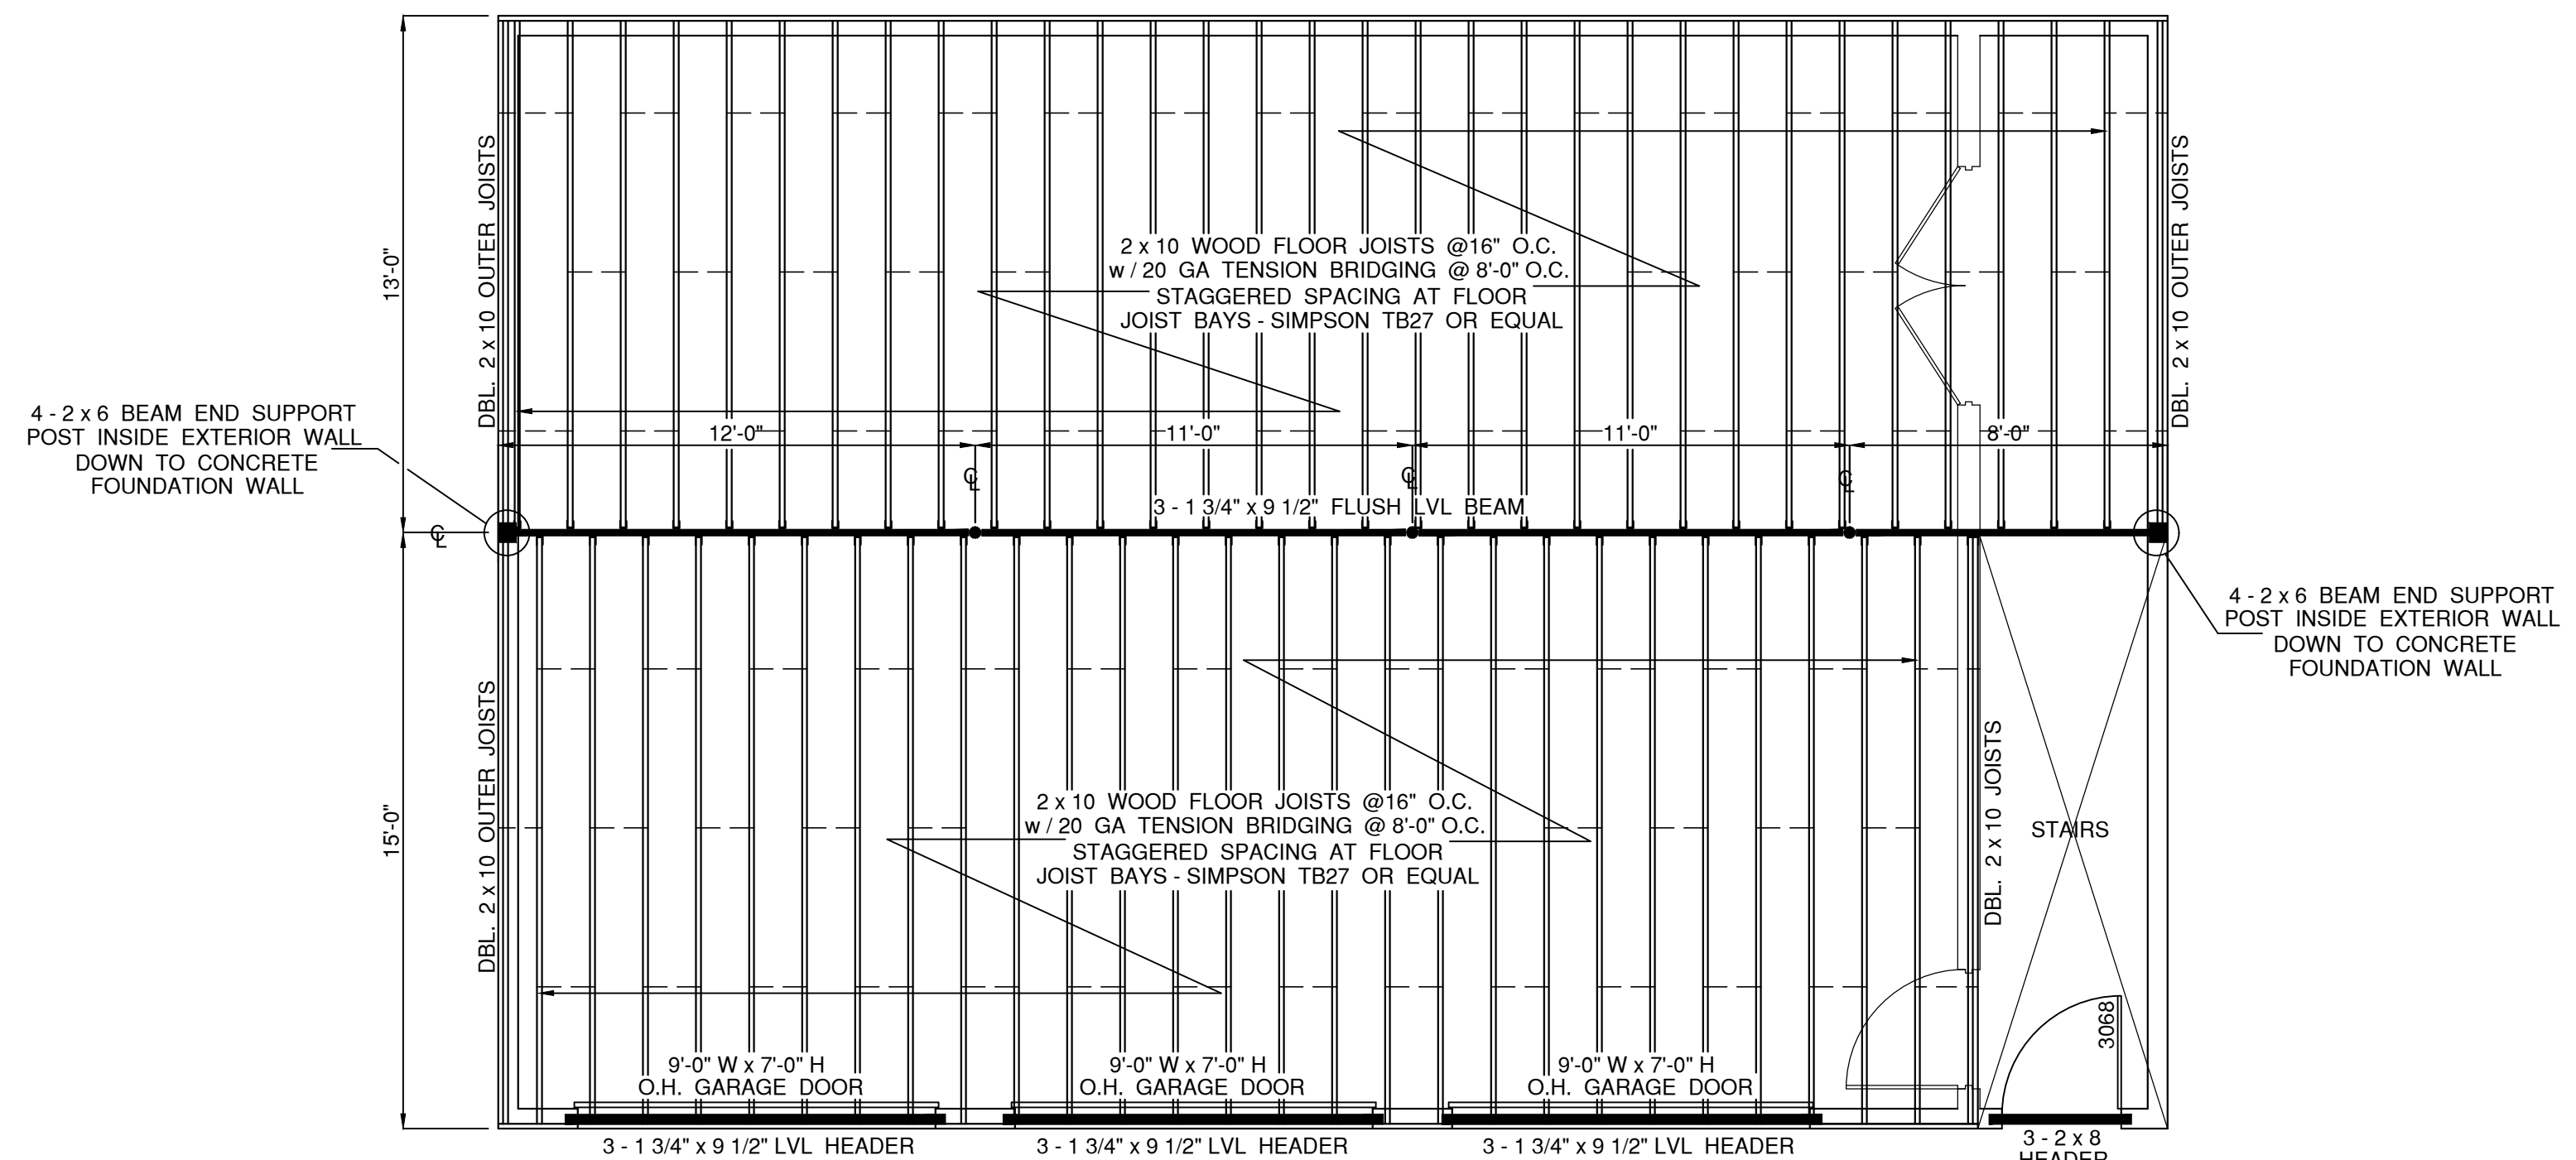 13'-0"
DBL. 2 x 10 OUTER JOISTS
DBL. 2 x 10 OUTER JOISTS
2 x 10 WOOD FLOOR JOISTS @16" O.C.
w / 20 GA TENSION BRIDGING @ 8'-0" O.C.
STAGGERED SPACING AT FLOOR
JOIST BAYS - SIMPSON TB27 OR EQUAL
4 - 2 x 6 BEAM END SUPPORT
POST INSIDE EXTERIOR WALL
DOWN TO CONCRETE
FOUNDATION WALL
12'-0"
11'-0"
11'-0"
8'-0"
℄
℄
℄
3 - 1 3/4" x 9 1/2" FLUSH LVL BEAM
℄
4 - 2 x 6 BEAM END SUPPORT
POST INSIDE EXTERIOR WALL
DOWN TO CONCRETE
FOUNDATION WALL
15'-0"
DBL. 2 x 10 OUTER JOISTS
2 x 10 WOOD FLOOR JOISTS @16" O.C.
w / 20 GA TENSION BRIDGING @ 8'-0" O.C.
STAGGERED SPACING AT FLOOR
JOIST BAYS - SIMPSON TB27 OR EQUAL
DBL. 2 x 10 JOISTS
STAIRS
3068
9'-0" W x 7'-0" H
O.H. GARAGE DOOR
9'-0" W x 7'-0" H
O.H. GARAGE DOOR
9'-0" W x 7'-0" H
O.H. GARAGE DOOR
3 - 1 3/4" x 9 1/2" LVL HEADER
3 - 1 3/4" x 9 1/2" LVL HEADER
3 - 1 3/4" x 9 1/2" LVL HEADER
3 - 2 x 8
HEADER